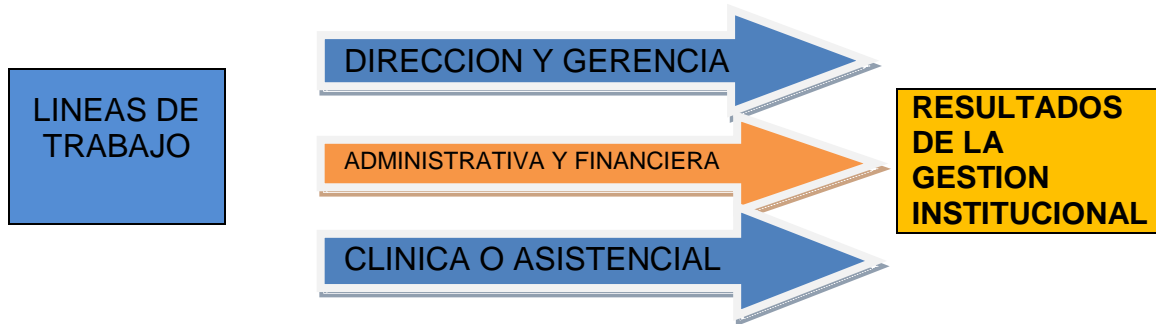 LINEAS DE
TRABAJO
DIRECCION Y GERENCIA
ADMINISTRATIVA Y FINANCIERA
CLINICA O ASISTENCIAL
RESULTADOS
DE LA
GESTION
INSTITUCIONAL